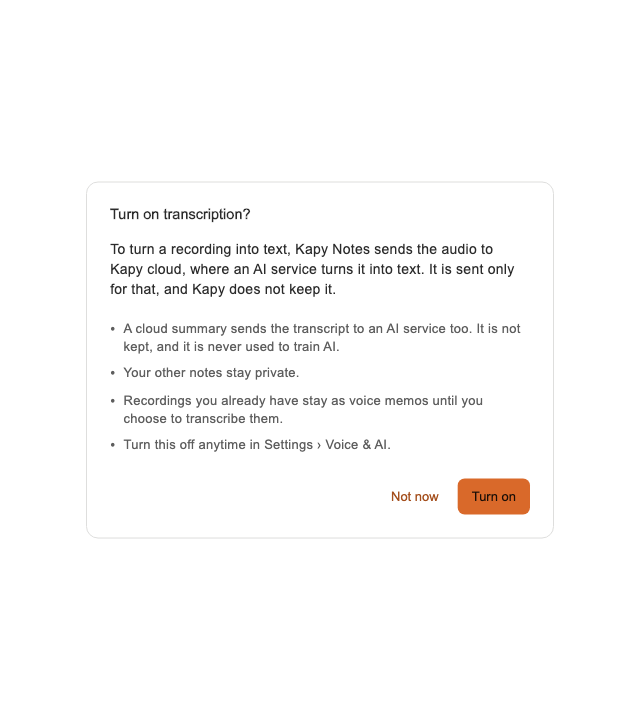 Turn on transcription?
To turn a recording into text, Kapy Notes sends the audio to
Kapy cloud, where an AI service turns it into text. It is sent only
for that, and Kapy does not keep it.
• A cloud summary sends the transcript to an AI service too. It is not
kept, and it is never used to train AI.
• Your other notes stay private.
• Recordings you already have stay as voice memos until you
choose to transcribe them.
• Turn this off anytime in Settings › Voice & AI.
Not now Turn on